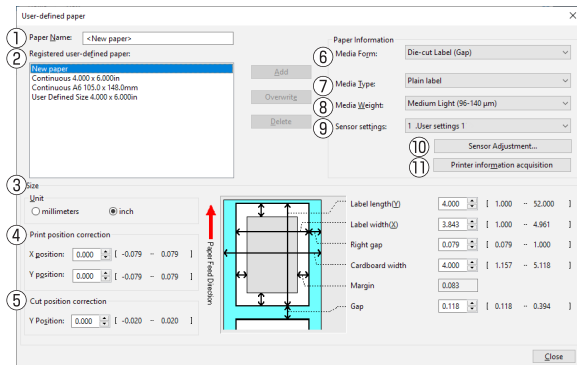 User-defined paper
① Paper Name: <New paper>
② Registered user-defined paper:
New paper
Continuous 4.000 x 6.000in
Continuous A6 105.0 x 148.0mm
User Defined Size 4.000 x 6.000in
Add
Overwrite
Delete
Paper Information
⑥ Media Form: Die-cut Label (Gap)
⑦ Media Type: Plain label
⑧ Media Weight: Medium Light (96-140 μm)
⑨ Sensor settings: 1 .User settings 1
⑩ Sensor Adjustment...
⑪ Printer information acquisition
③ Size
Unit
millimeters inch
④ Print position correction
X position: 0.000 [ -0.079 - 0.079 ]
Y position: 0.000 [ -0.079 - 0.079 ]
⑤ Cut position correction
Y Position: 0.000 [ -0.020 - 0.020 ]
Paper Feed Direction
Label length(Y) 4.000 [ 1.000 - 52.000 ]
Label width(X) 3.843 [ 1.000 - 4.961 ]
Right gap 0.079 [ 0.079 - 1.000 ]
Cardboard width 4.000 [ 1.157 - 5.118 ]
Margin 0.083
Gap 0.118 [ 0.118 - 0.394 ]
Close